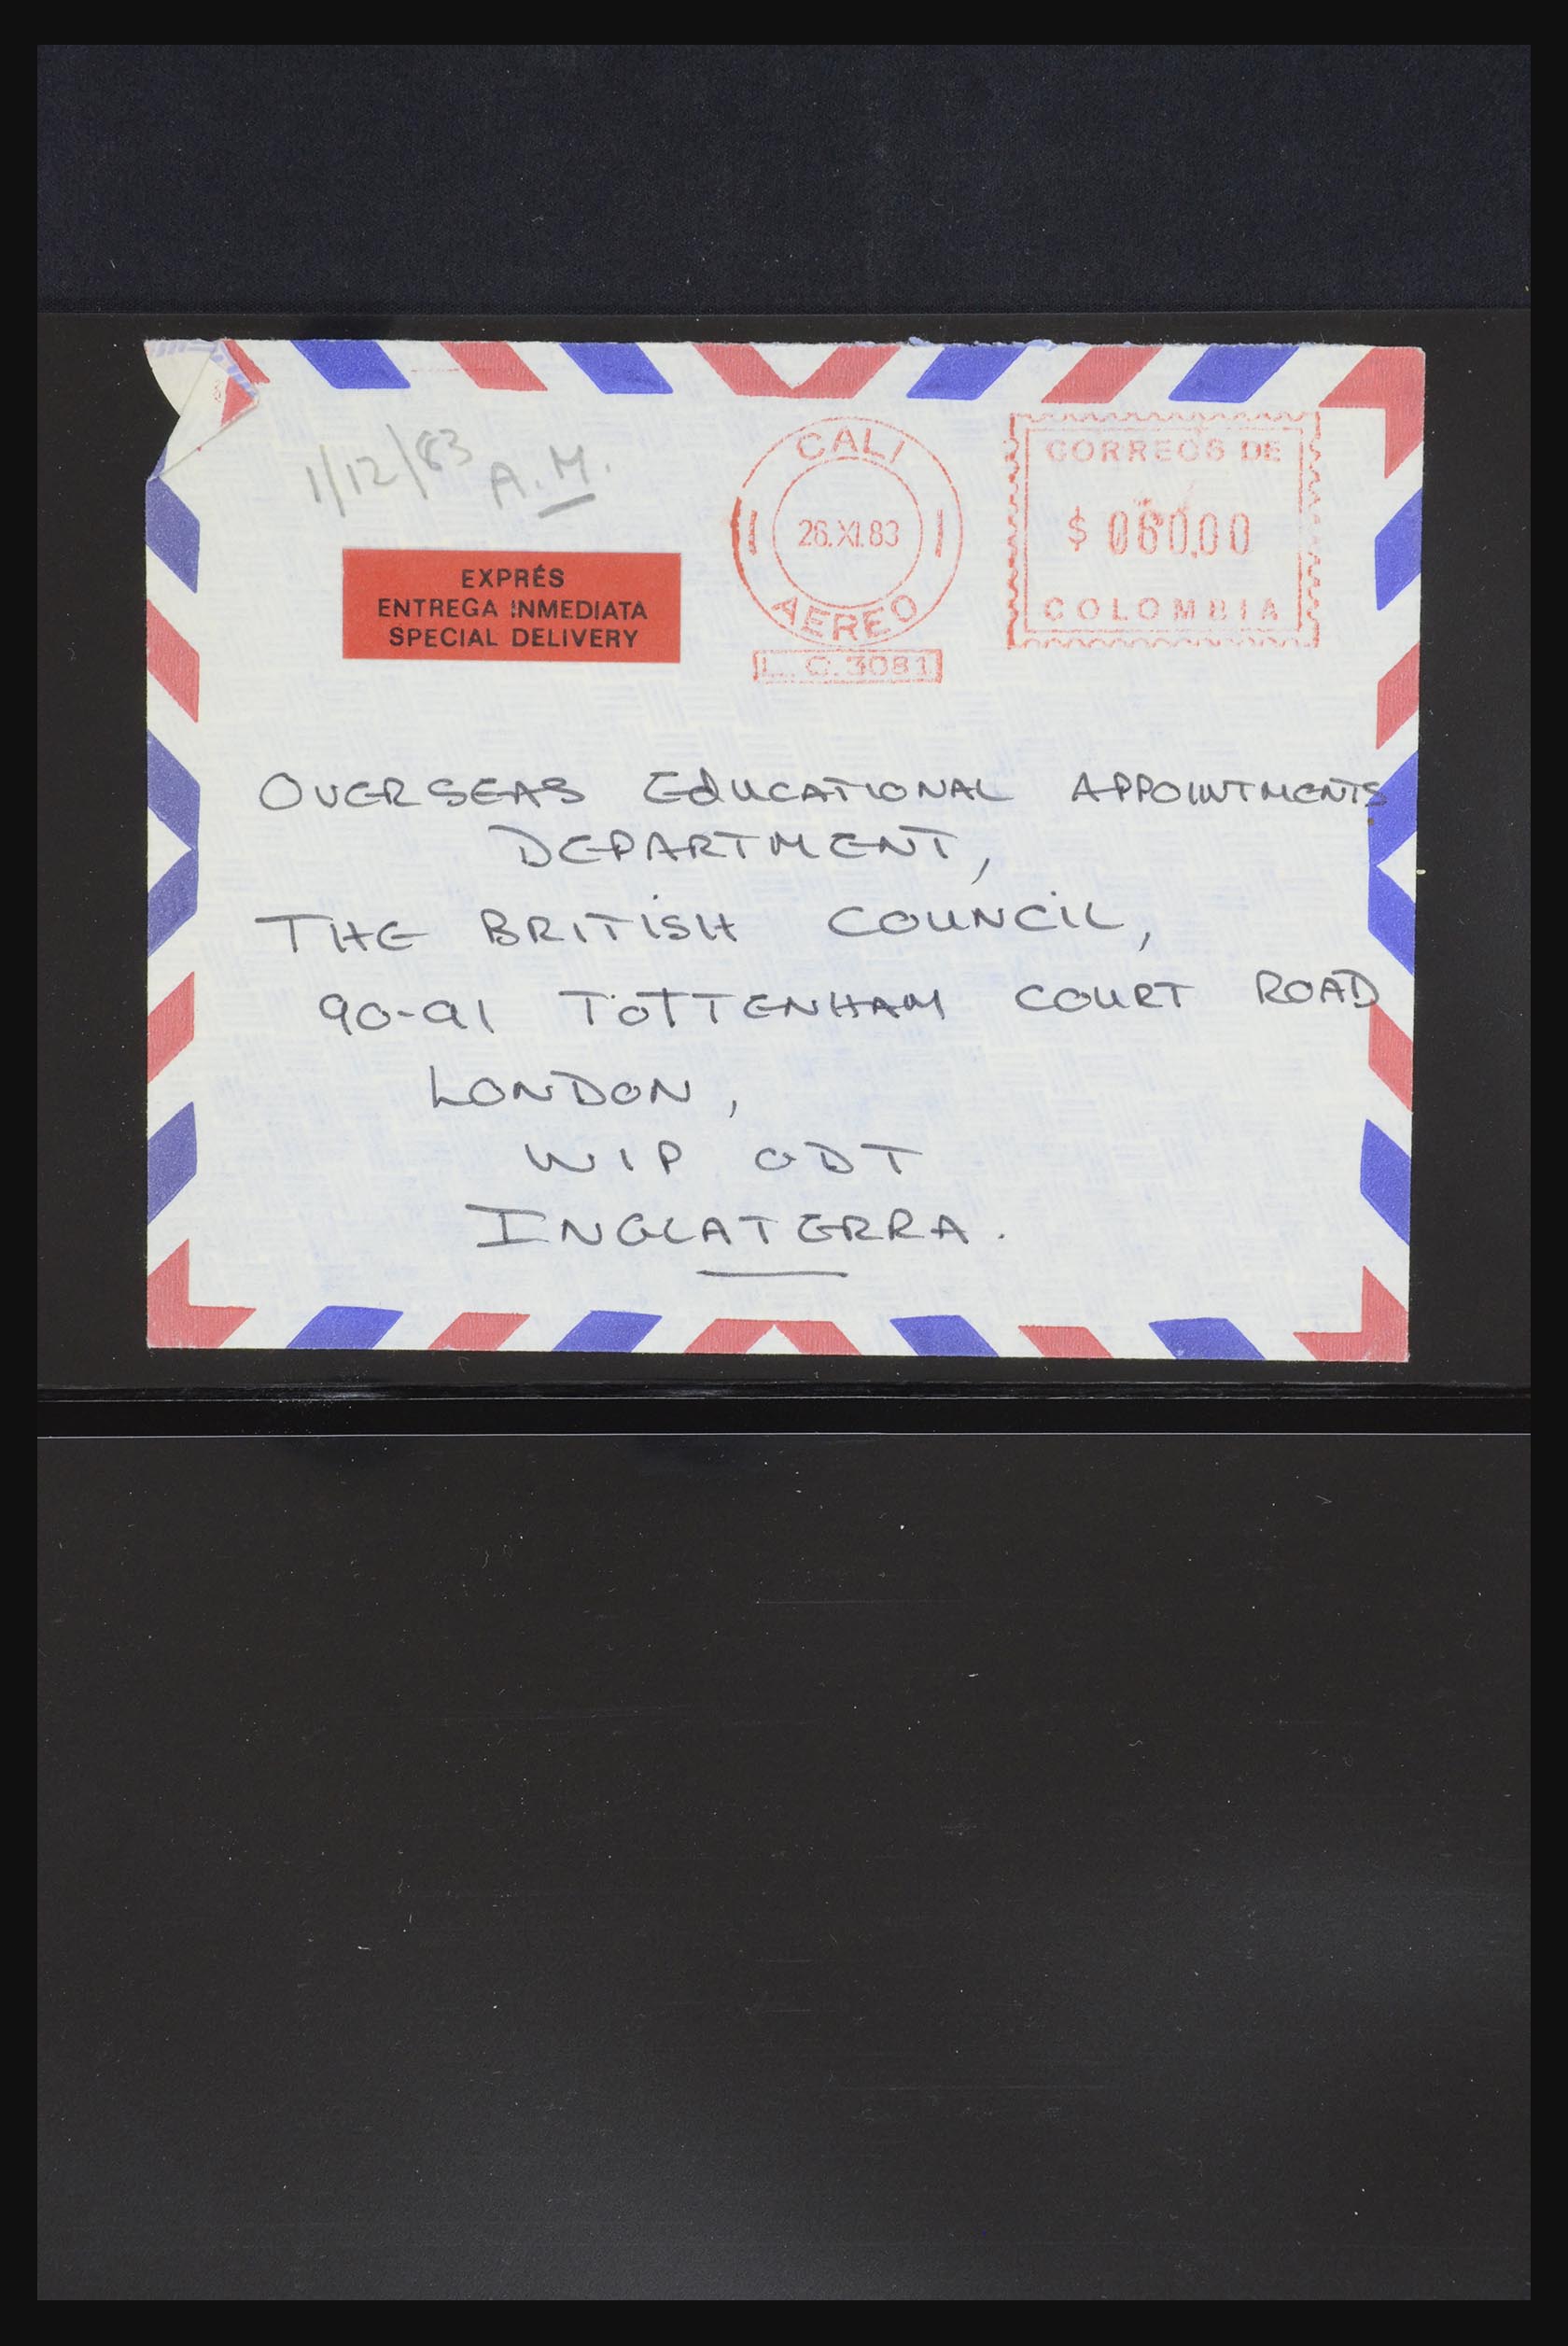 1/12/83 A.M.
EXPRÉS
ENTREGA INMEDIATA
SPECIAL DELIVERY
CALI
26.XI.83
AEREO
L.C.3081
CORREOS DE
$ 060,00
COLOMBIA
OVERSEAS EdUCATIONAL APPOINTMENTS
DEPARTMENT,
THE BRITISH COUNCIL,
90-91 TOTTENHAM COURT ROAD
LONDON,
W1P 0DT
INGLATERRA.